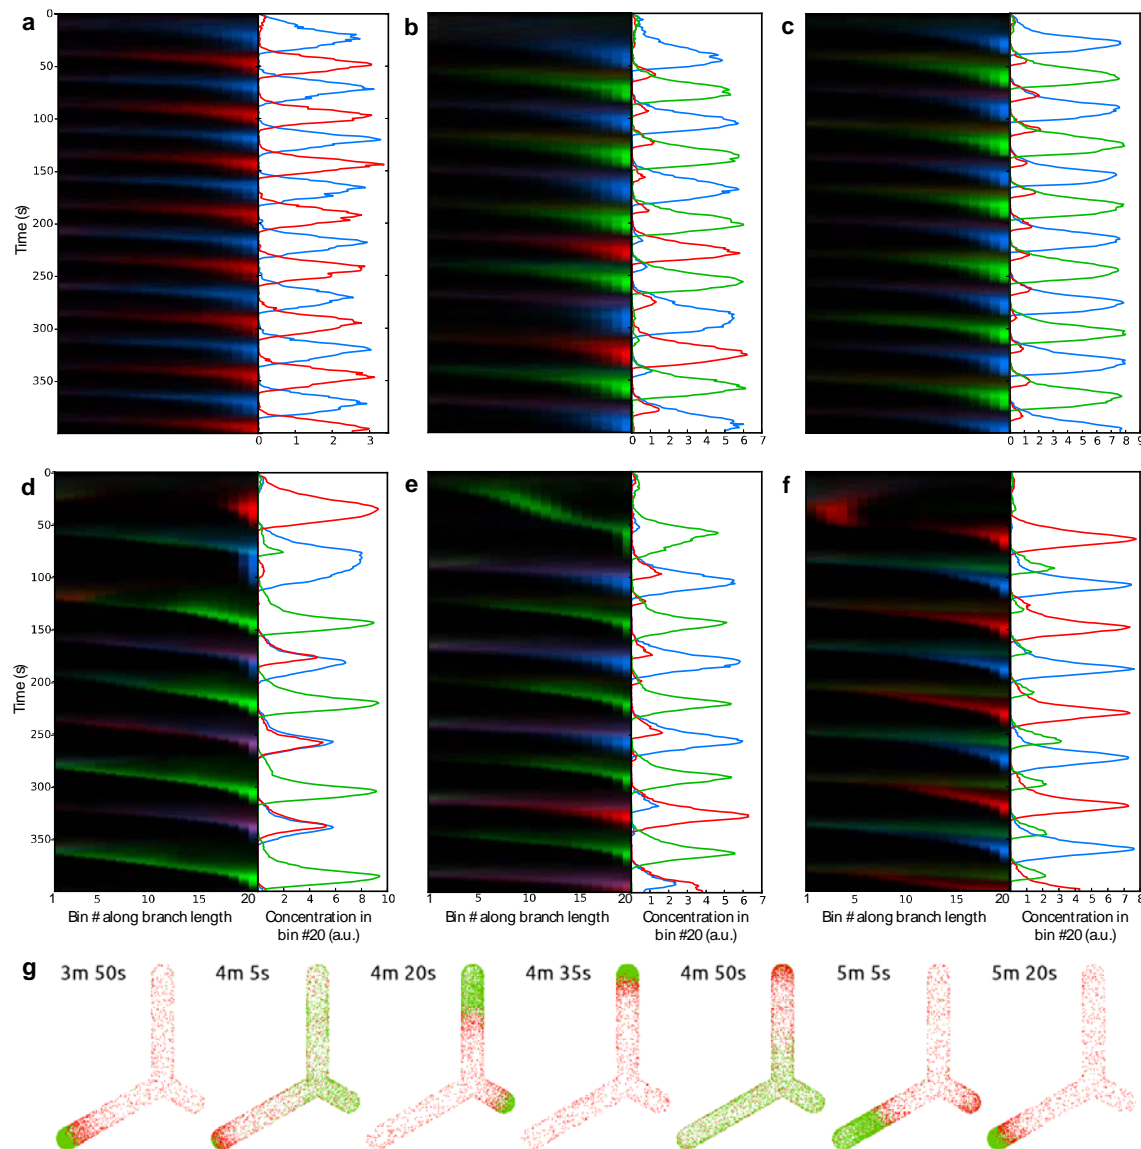 a
b
c
0
50
100
150
200
250
300
350
Time (s)
0 1 2 3
0 1 2 3 4 5 6 7
0 1 2 3 4 5 6 7 8 9
d
e
f
0
50
100
150
200
250
300
350
Time (s)
1 5 10 15 20
2 4 6 8 10
1 5 10 15 20
0 1 2 3 4 5 6 7
1 5 10 15 20
0 1 2 3 4 5 6 7 8
Bin # along branch length
Concentration in
bin #20 (a.u.)
Bin # along branch length
Concentration in
bin #20 (a.u.)
Bin # along branch length
Concentration in
bin #20 (a.u.)
g
3m 50s
4m 5s
4m 20s
4m 35s
4m 50s
5m 5s
5m 20s